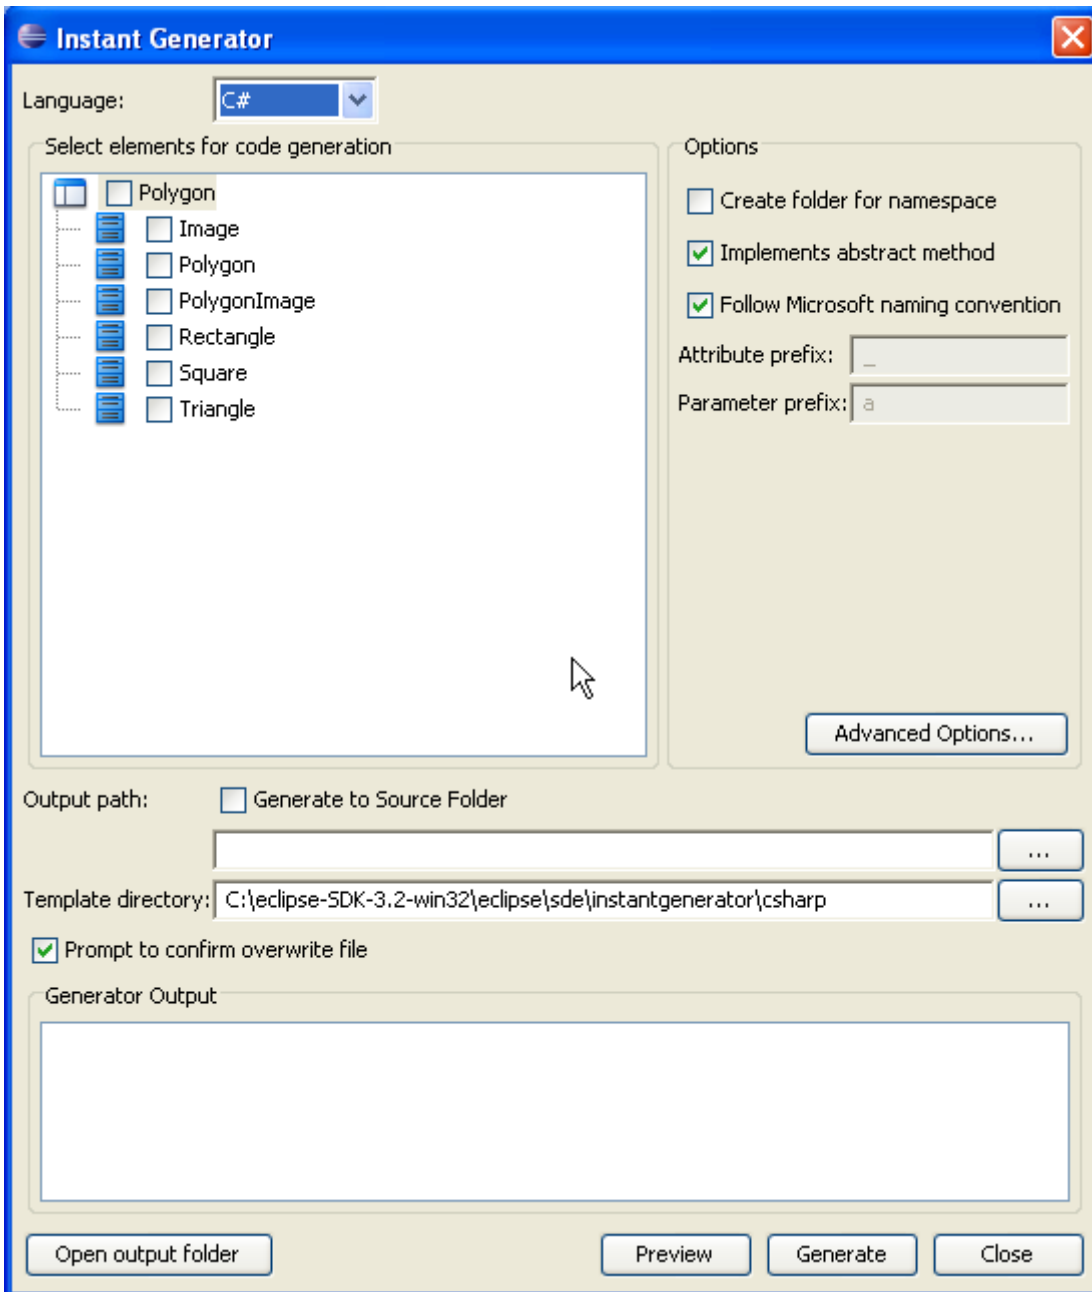 Instant Generator
Language: C#
Select elements for code generation
Polygon
Image
Polygon
PolygonImage
Rectangle
Square
Triangle
Options
Create folder for namespace
Implements abstract method
Follow Microsoft naming convention
Attribute prefix: _
Parameter prefix: a
Advanced Options...
Output path: Generate to Source Folder
...
Template directory: C:\eclipse-SDK-3.2-win32\eclipse\sde\instantgenerator\csharp ...
Prompt to confirm overwrite file
Generator Output
Open output folder Preview Generate Close